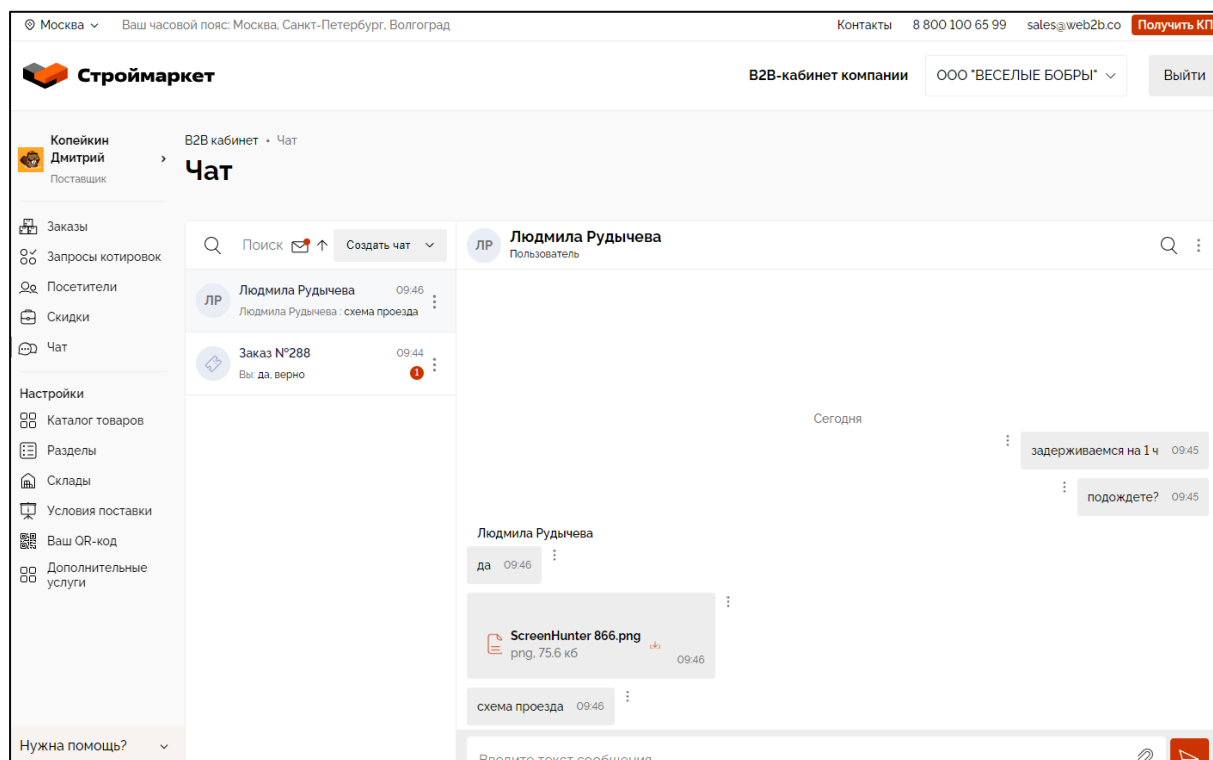 Москва
Ваш часовой пояс: Москва, Санкт-Петербург, Волгоград
Контакты
8 800 100 65 99
sales@web2b.co
Получить КП
Строймаркет
B2B-кабинет компании
ООО "ВЕСЕЛЫЕ БОБРЫ"
Выйти
Копейкин
Дмитрий
Поставщик
B2B кабинет • Чат
Чат
Заказы
Запросы котировок
Посетители
Скидки
Чат
Настройки
Каталог товаров
Разделы
Склады
Условия поставки
Ваш QR-код
Дополнительные
услуги
Нужна помощь?
Поиск
Создать чат
ЛР
Людмила Рудычева
09:46
Людмила Рудычева : схема проезда
Заказ №288
09:44
Вы: да, верно
1
ЛР
Людмила Рудычева
Пользователь
Сегодня
задерживаемся на 1 ч 09:45
подождете? 09:45
Людмила Рудычева
да 09:46
ScreenHunter 866.png
png, 75.6 кб
09:46
схема проезда 09:46
Введите текст сообщения